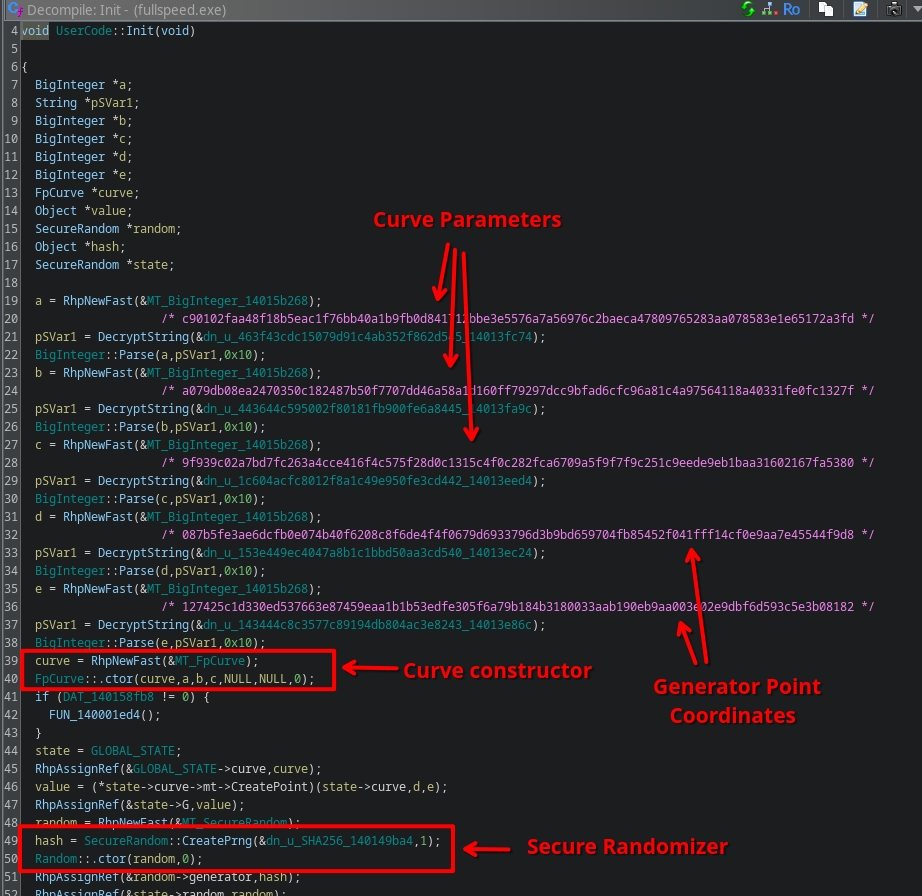 Decompile: Init - (fullspeed.exe)
Ro
4 void UserCode::Init(void)
5
6 {
7 BigInteger *a;
8 String *pSVar1;
9 BigInteger *b;
10 BigInteger *c;
11 BigInteger *d;
12 BigInteger *e;
13 FpCurve *curve;
14 Object *value;
15 SecureRandom *random;
16 Object *hash;
17 SecureRandom *state;
Curve Parameters
18
19 a = RhpNewFast(&MT_BigInteger_14015b268);
20 /* c90102faa48f18b5eac1f76bb40a1b9fb0d841712bbe3e5576a7a56976c2baeca47809765283aa078583e1e65172a3fd */
21 pSVar1 = DecryptString(&dn_u_463f43cdc15079d91c4ab352f862d5 5_14013fc74);
22 BigInteger::Parse(a,pSVar1,0x10);
23 b = RhpNewFast(&MT_BigInteger_14015b268);
24 /* a079db08ea2470350c182487b50f7707dd46a58a1d160ff79297dcc9bfad6cfc96a81c4a97564118a40331fe0fc1327f */
25 pSVar1 = DecryptString(&dn_u_443644c595002f80181fb900fe6a8445_14013fa9c);
26 BigInteger::Parse(b,pSVar1,0x10);
27 c = RhpNewFast(&MT_BigInteger_14015b268);
28 /* 9f939c02a7bd7fc263a4cce416f4c575f28d0c1315c4f0c282fca6709a5f9f7f9c251c9eede9eb1baa31602167fa5380 */
29 pSVar1 = DecryptString(&dn_u_1c604acfc8012f8a1c49e950fe3cd442_14013eed4);
30 BigInteger::Parse(c,pSVar1,0x10);
31 d = RhpNewFast(&MT_BigInteger_14015b268);
32 /* 087b5fe3ae6dcfb0e074b40f6208c8f6de4f4f0679d6933796d3b9bd659704fb85452f041fff14cf0e9aa7e45544f9d8 */
33 pSVar1 = DecryptString(&dn_u_153e449ec4047a8b1c1bbd50aa3cd540_14013ec24);
34 BigInteger::Parse(d,pSVar1,0x10);
35 e = RhpNewFast(&MT_BigInteger_14015b268);
36 /* 127425c1d330ed537663e87459eaa1b1b53edfe305f6a79b184b3180033aab190eb9aa003e02e9dbf6d593c5e3b08182 */
37 pSVar1 = DecryptString(&dn_u_143444c8c3577c89194db804ac3e8243_14013e86c);
38 BigInteger::Parse(e,pSVar1,0x10);
39 curve = RhpNewFast(&MT_FpCurve);
40 FpCurve::.ctor(curve,a,b,c,NULL,NULL,0);
Curve constructor
Generator Point
Coordinates
41 if (DAT_140158fb8 != 0) {
42 FUN_140001ed4();
43 }
44 state = GLOBAL_STATE;
45 RhpAssignRef(&GLOBAL_STATE->curve,curve);
46 value = (*state->curve->mt->CreatePoint)(state->curve,d,e);
47 RhpAssignRef(&state->G,value);
48 random = RhpNewFast(&MT_SecureRandom);
49 hash = SecureRandom::CreatePrng(&dn_u_SHA256_140149ba4,1);
50 Random::.ctor(random,0);
Secure Randomizer
51 RhpAssignRef(&random->generator,hash);
52 RhpAssignRef(&state->random,random);